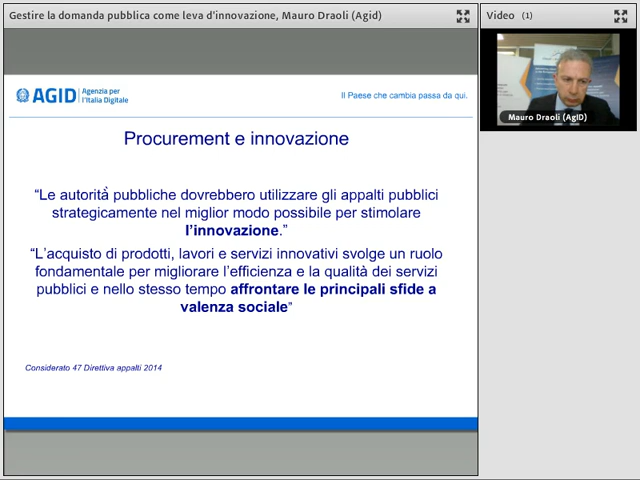 Gestire la domanda pubblica come leva d'innovazione, Mauro Draoli (Agid)
Video (1)
AGID Agenzia per l'Italia Digitale
Il Paese che cambia passa da qui.
Mauro Draoli (AgID)
Procurement e innovazione
“Le autorità pubbliche dovrebbero utilizzare gli appalti pubblici
strategicamente nel miglior modo possibile per stimolare
l’innovazione.”
“L’acquisto di prodotti, lavori e servizi innovativi svolge un ruolo
fondamentale per migliorare l’efficienza e la qualità dei servizi
pubblici e nello stesso tempo affrontare le principali sfide a
valenza sociale”
Considerato 47 Direttiva appalti 2014